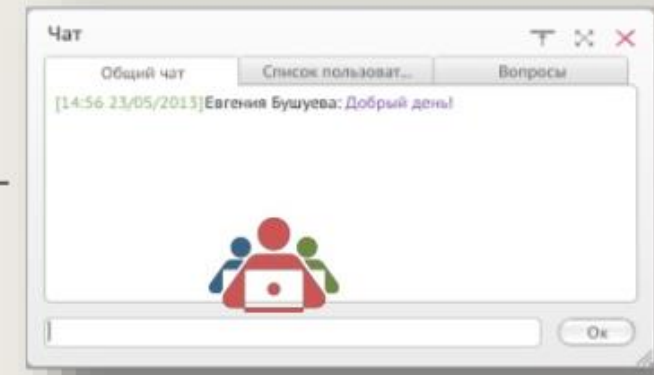 Чат
Общий чат
Список пользоват...
Вопросы
[14:56 23/05/2013]Евгения Бушуева: Добрый день!
Ок